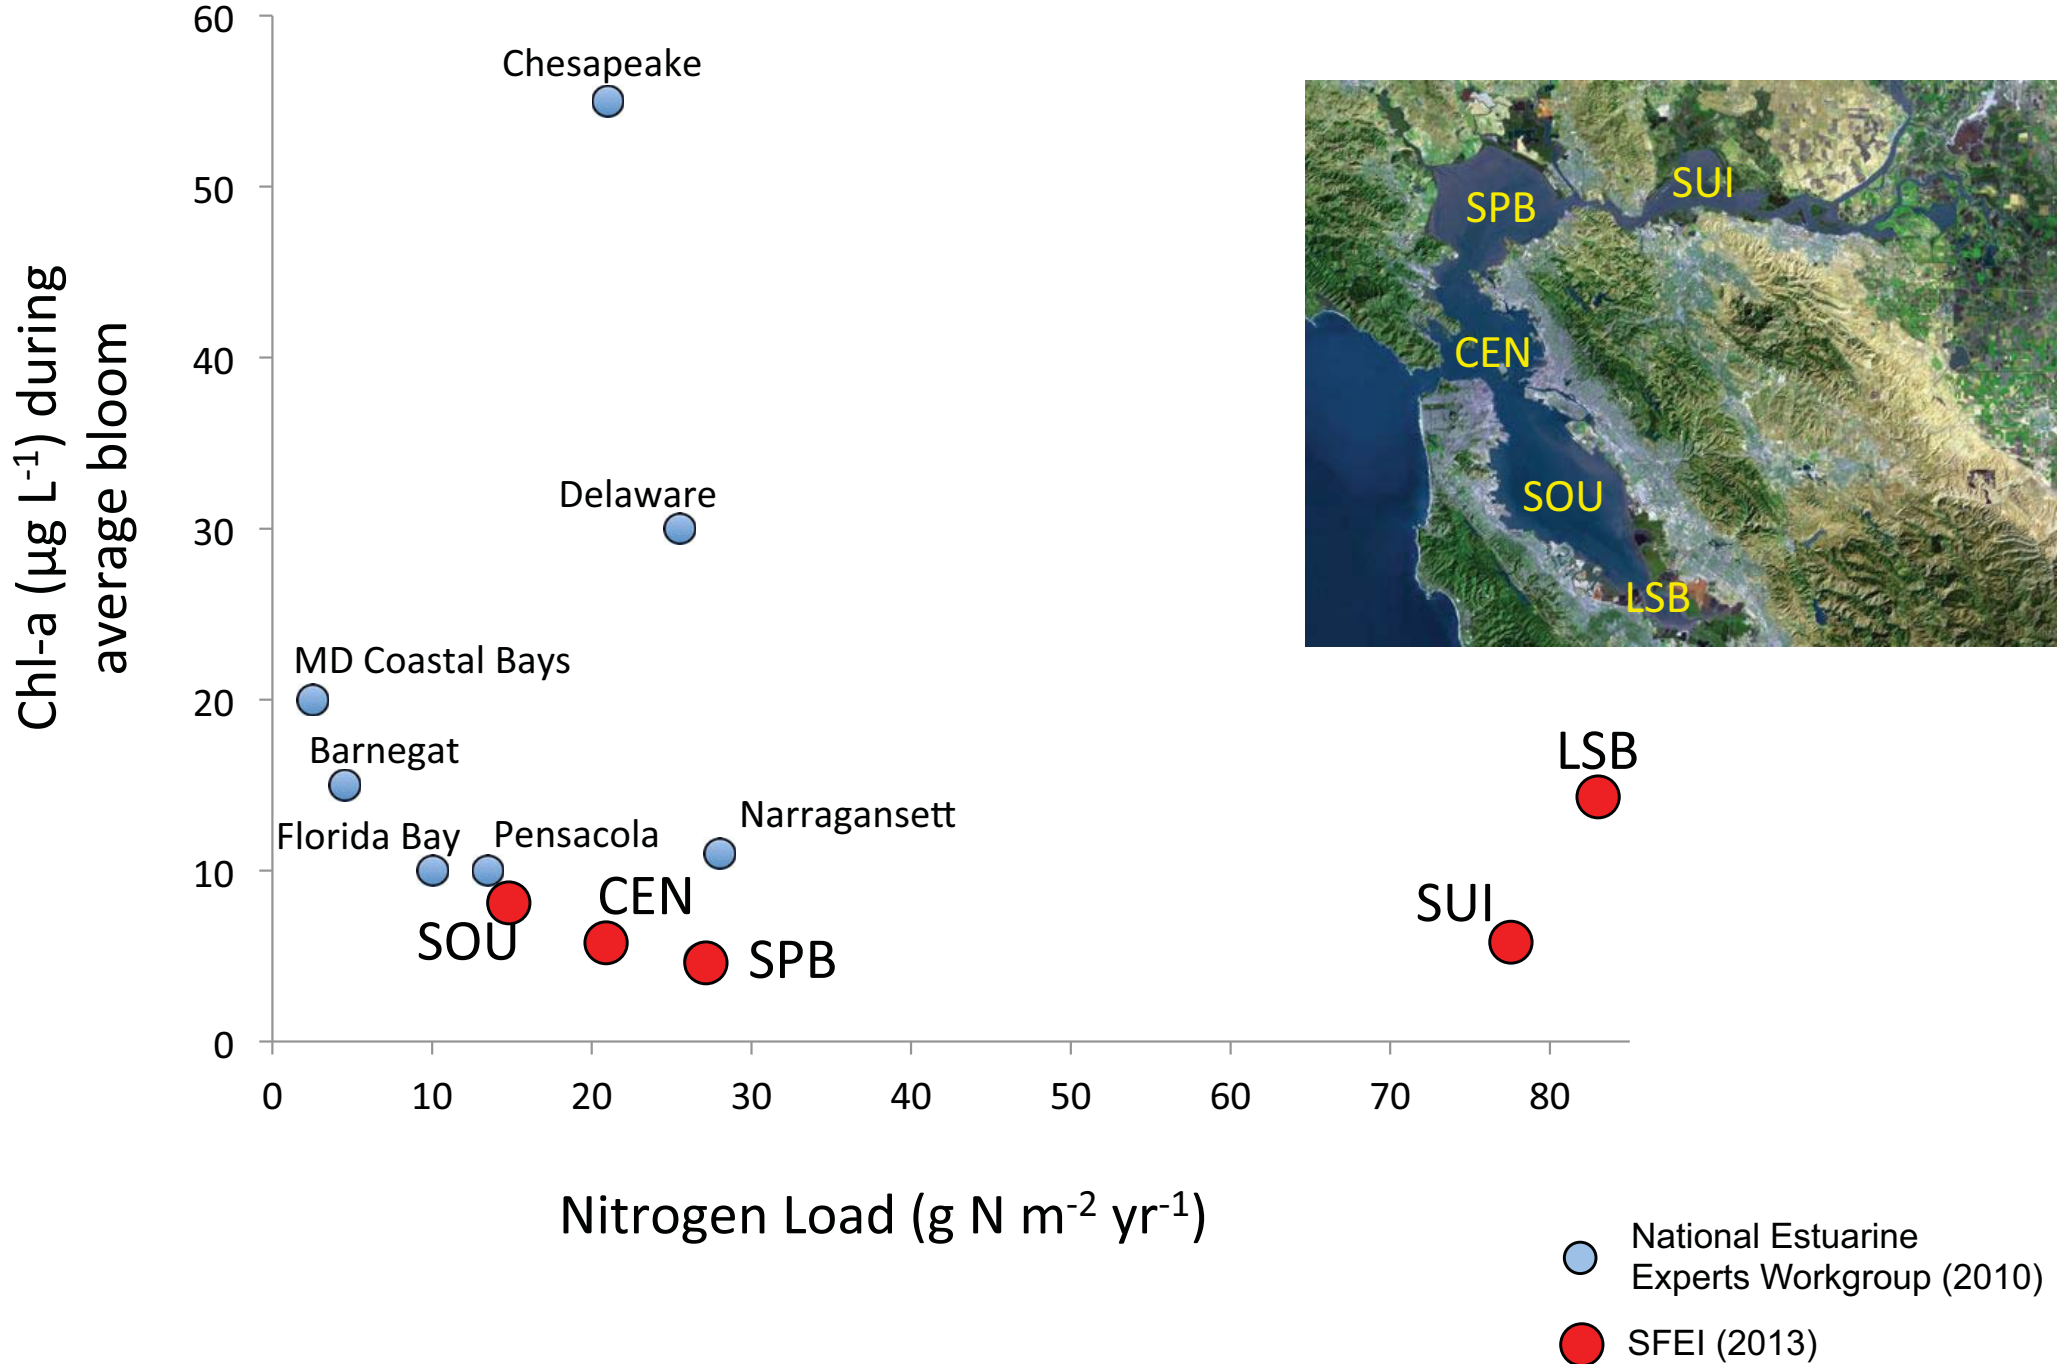 60
50
40
30
20
10
0
Chl-a (µg L-1) during
average bloom
Chesapeake
Delaware
MD Coastal Bays
Barnegat
Florida Bay
Pensacola
Narragansett
SOU
CEN
SPB
SUI
LSB
SPB
SUI
CEN
SOU
LSB
0 10 20 30 40 50 60 70 80
Nitrogen Load (g N m-2 yr-1)
National Estuarine
Experts Workgroup (2010)
SFEI (2013)